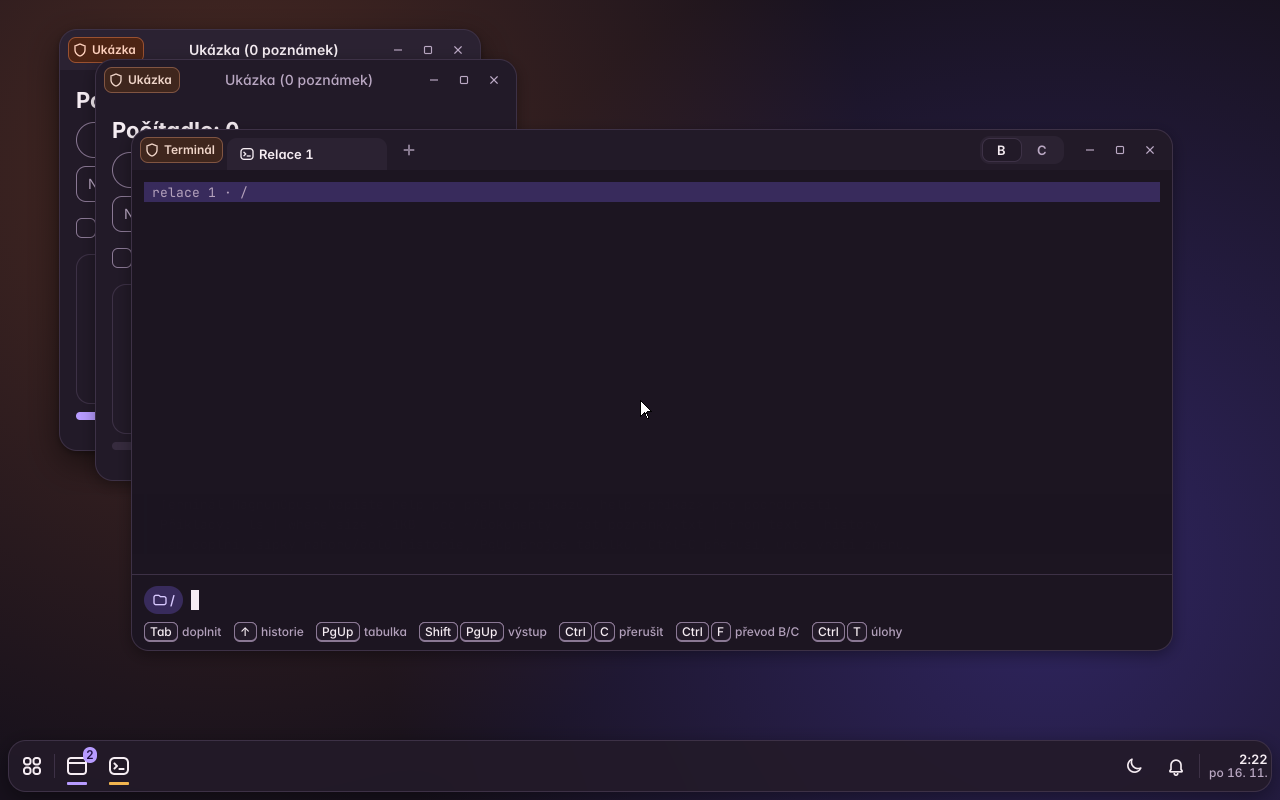 Ukázka
Ukázka (0 poznámek)
Ukázka
Ukázka (0 poznámek)
Počítadlo: 0
Terminál
Relace 1
B C
relace 1 · /
/
Tab doplnit ↑ historie PgUp tabulka Shift PgUp výstup Ctrl C přerušit Ctrl F převod B/C Ctrl T úlohy
2
2:22
po 16. 11.